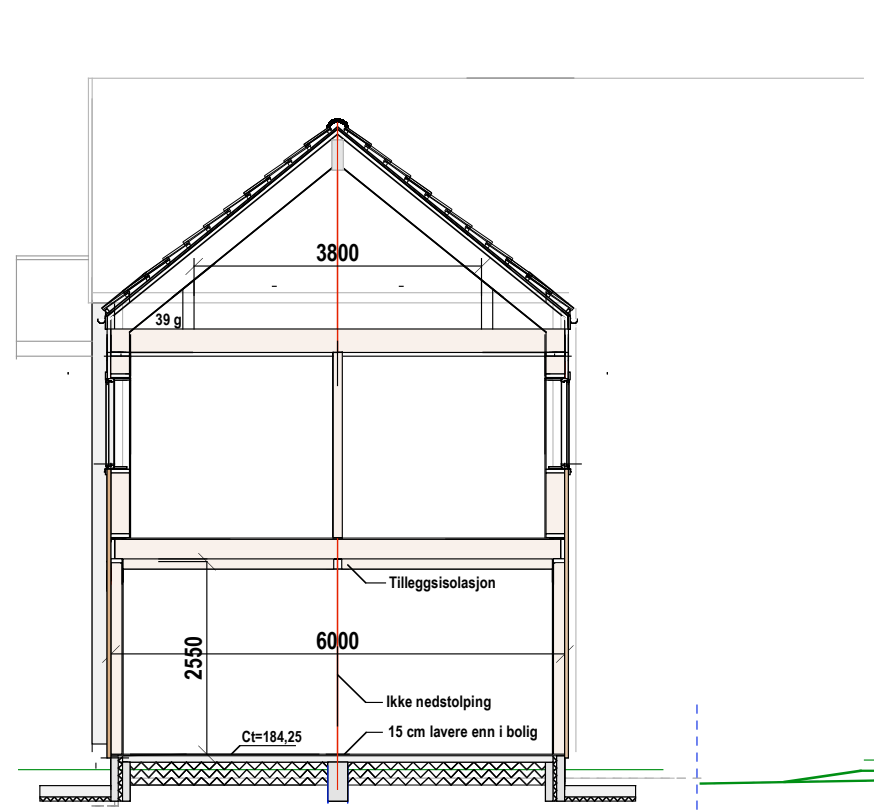 3800
39 g
Tilleggsisolasjon
2550
6000
Ikke nedstolping
15 cm lavere enn i bolig
Ct=184,25